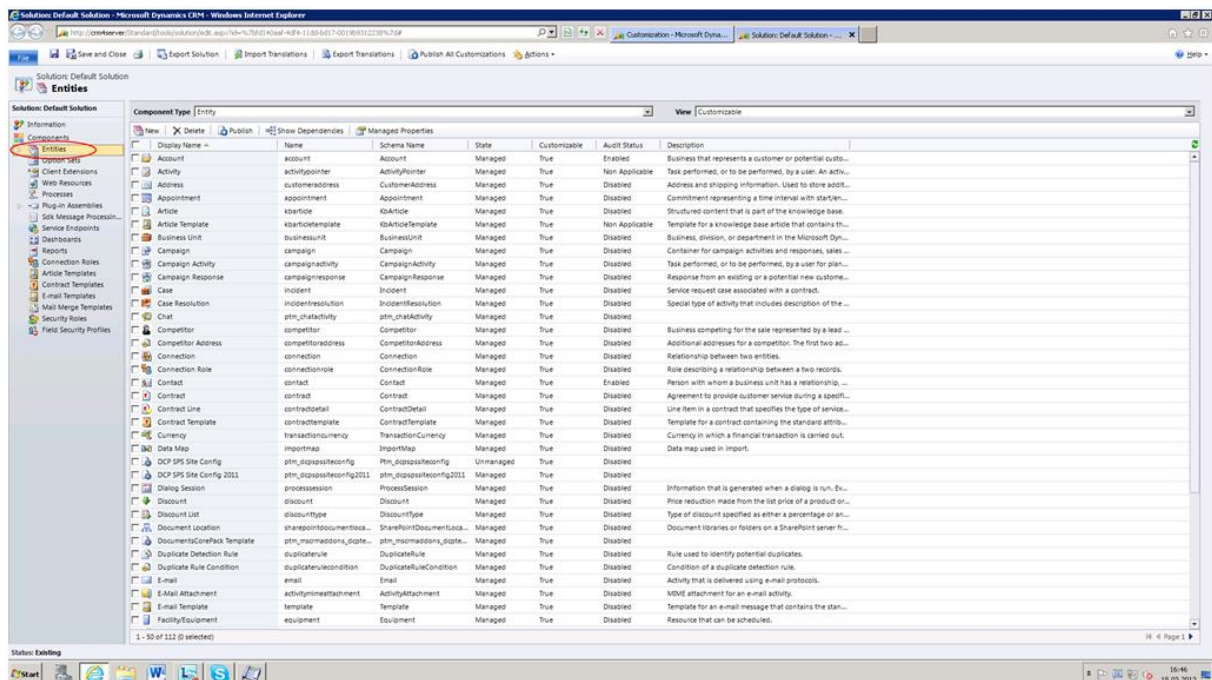 Solution: Default Solution - Microsoft Dynamics CRM - Windows Internet Explorer
Customization - Microsoft Dyna... Solution: Default Solution - ...
File Save and Close Export Solution Import Translations Export Translations Publish All Customizations Actions Help
Solution: Default Solution
Entities
Solution: Default Solution
Information
Components
Entities
Option Sets
Client Extensions
Web Resources
Processes
Plug-in Assemblies
Sdk Message Processin...
Service Endpoints
Dashboards
Reports
Connection Roles
Article Templates
Contract Templates
E-mail Templates
Mail Merge Templates
Security Roles
Field Security Profiles
Component Type Entity View Customizable
New Delete Publish Show Dependencies Managed Properties
Display Name Name Schema Name State Customizable Audit Status Description
Account account Account Managed True Enabled Business that represents a customer or potential custo...
Activity activitypointer ActivityPointer Managed True Non Applicable Task performed, or to be performed, by a user. An activ...
Address customeraddress CustomerAddress Managed True Disabled Address and shipping information. Used to store addit...
Appointment appointment Appointment Managed True Disabled Commitment representing a time interval with start/en...
Article kbarticle KbArticle Managed True Disabled Structured content that is part of the knowledge base.
Article Template kbarticletemplate KbArticleTemplate Managed True Non Applicable Template for a knowledge base article that contains th...
Business Unit businessunit BusinessUnit Managed True Disabled Business, division, or department in the Microsoft Dyn...
Campaign campaign Campaign Managed True Disabled Container for campaign activities and responses, sales ...
Campaign Activity campaignactivity CampaignActivity Managed True Disabled Task performed, or to be performed, by a user for plan...
Campaign Response campaignresponse CampaignResponse Managed True Disabled Response from an existing or a potential new custome...
Case incident Incident Managed True Disabled Service request case associated with a contract.
Case Resolution incidentresolution IncidentResolution Managed True Disabled Special type of activity that includes description of the ...
Chat ptm_chatactivity ptm_chatActivity Managed True Disabled
Competitor competitor Competitor Managed True Disabled Business competing for the sale represented by a lead ...
Competitor Address competitoraddress CompetitorAddress Managed True Disabled Additional addresses for a competitor. The first two ad...
Connection connection Connection Managed True Disabled Relationship between two entities.
Connection Role connectionrole ConnectionRole Managed True Disabled Role describing a relationship between a two records.
Contact contact Contact Managed True Enabled Person with whom a business unit has a relationship, ...
Contract contract Contract Managed True Disabled Agreement to provide customer service during a specifi...
Contract Line contractdetail ContractDetail Managed True Disabled Line item in a contract that specifies the type of service...
Contract Template contracttemplate ContractTemplate Managed True Disabled Template for a contract containing the standard attrib...
Currency transactioncurrency TransactionCurrency Managed True Disabled Currency in which a financial transaction is carried out.
Data Map importmap ImportMap Managed True Disabled Data map used in import.
DCP SPS Site Config ptm_dcpspssiteconfig Ptm_dcpspssiteconfig Unmanaged True Disabled
DCP SPS Site Config 2011 ptm_dcpspssiteconfig2011 ptm_dcpspssiteconfig2011 Managed True Disabled
Dialog Session processsession ProcessSession Managed True Disabled Information that is generated when a dialog is run. Ev...
Discount discount Discount Managed True Disabled Price reduction made from the list price of a product or...
Discount List discounttype DiscountType Managed True Disabled Type of discount specified as either a percentage or an...
Document Location sharepointdocumentloca... SharePointDocumentLoca... Managed True Disabled Document libraries or folders on a SharePoint server fr...
DocumentsCorePack Template ptm_mscrmaddons_dcpte... ptm_mscrmaddons_dcpte... Managed True Disabled
Duplicate Detection Rule duplicaterule DuplicateRule Managed True Disabled Rule used to identify potential duplicates.
Duplicate Rule Condition duplicaterulecondition DuplicateRuleCondition Managed True Disabled Condition of a duplicate detection rule.
E-mail email Email Managed True Disabled Activity that is delivered using e-mail protocols.
E-Mail Attachment activitymimeattachment ActivityAttachment Managed True Disabled MIME attachment for an e-mail activity.
E-mail Template template Template Managed True Disabled Template for an e-mail message that contains the stan...
Facility/Equipment equipment Equipment Managed True Disabled Resource that can be scheduled.
1 - 50 of 112 (0 selected) Page 1
Status: Existing
Start 16:46